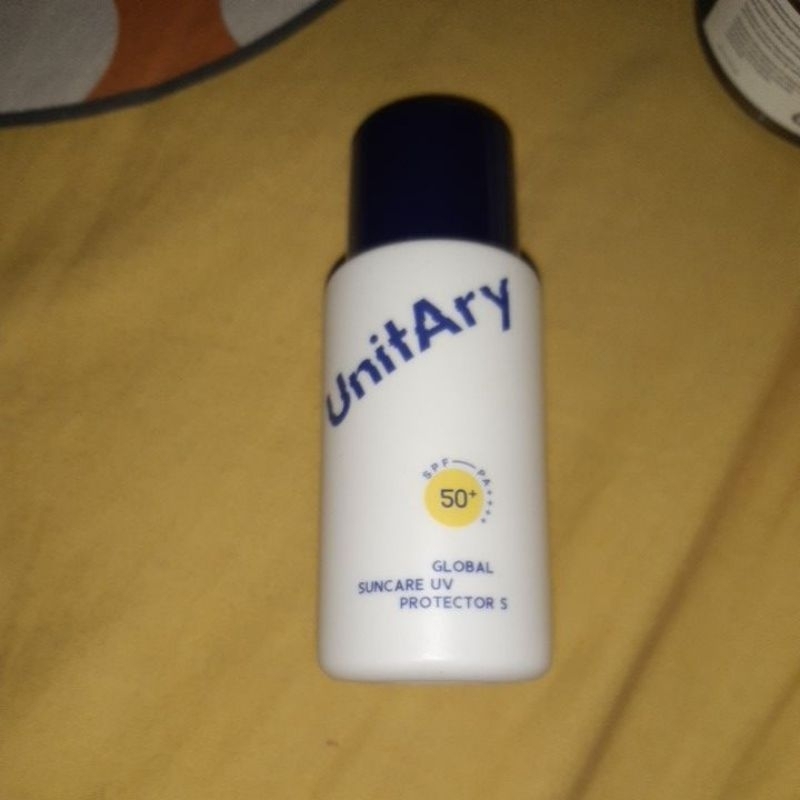 UnitAry
SPF PA++++
50+
GLOBAL
SUNCARE UV
PROTECTOR S